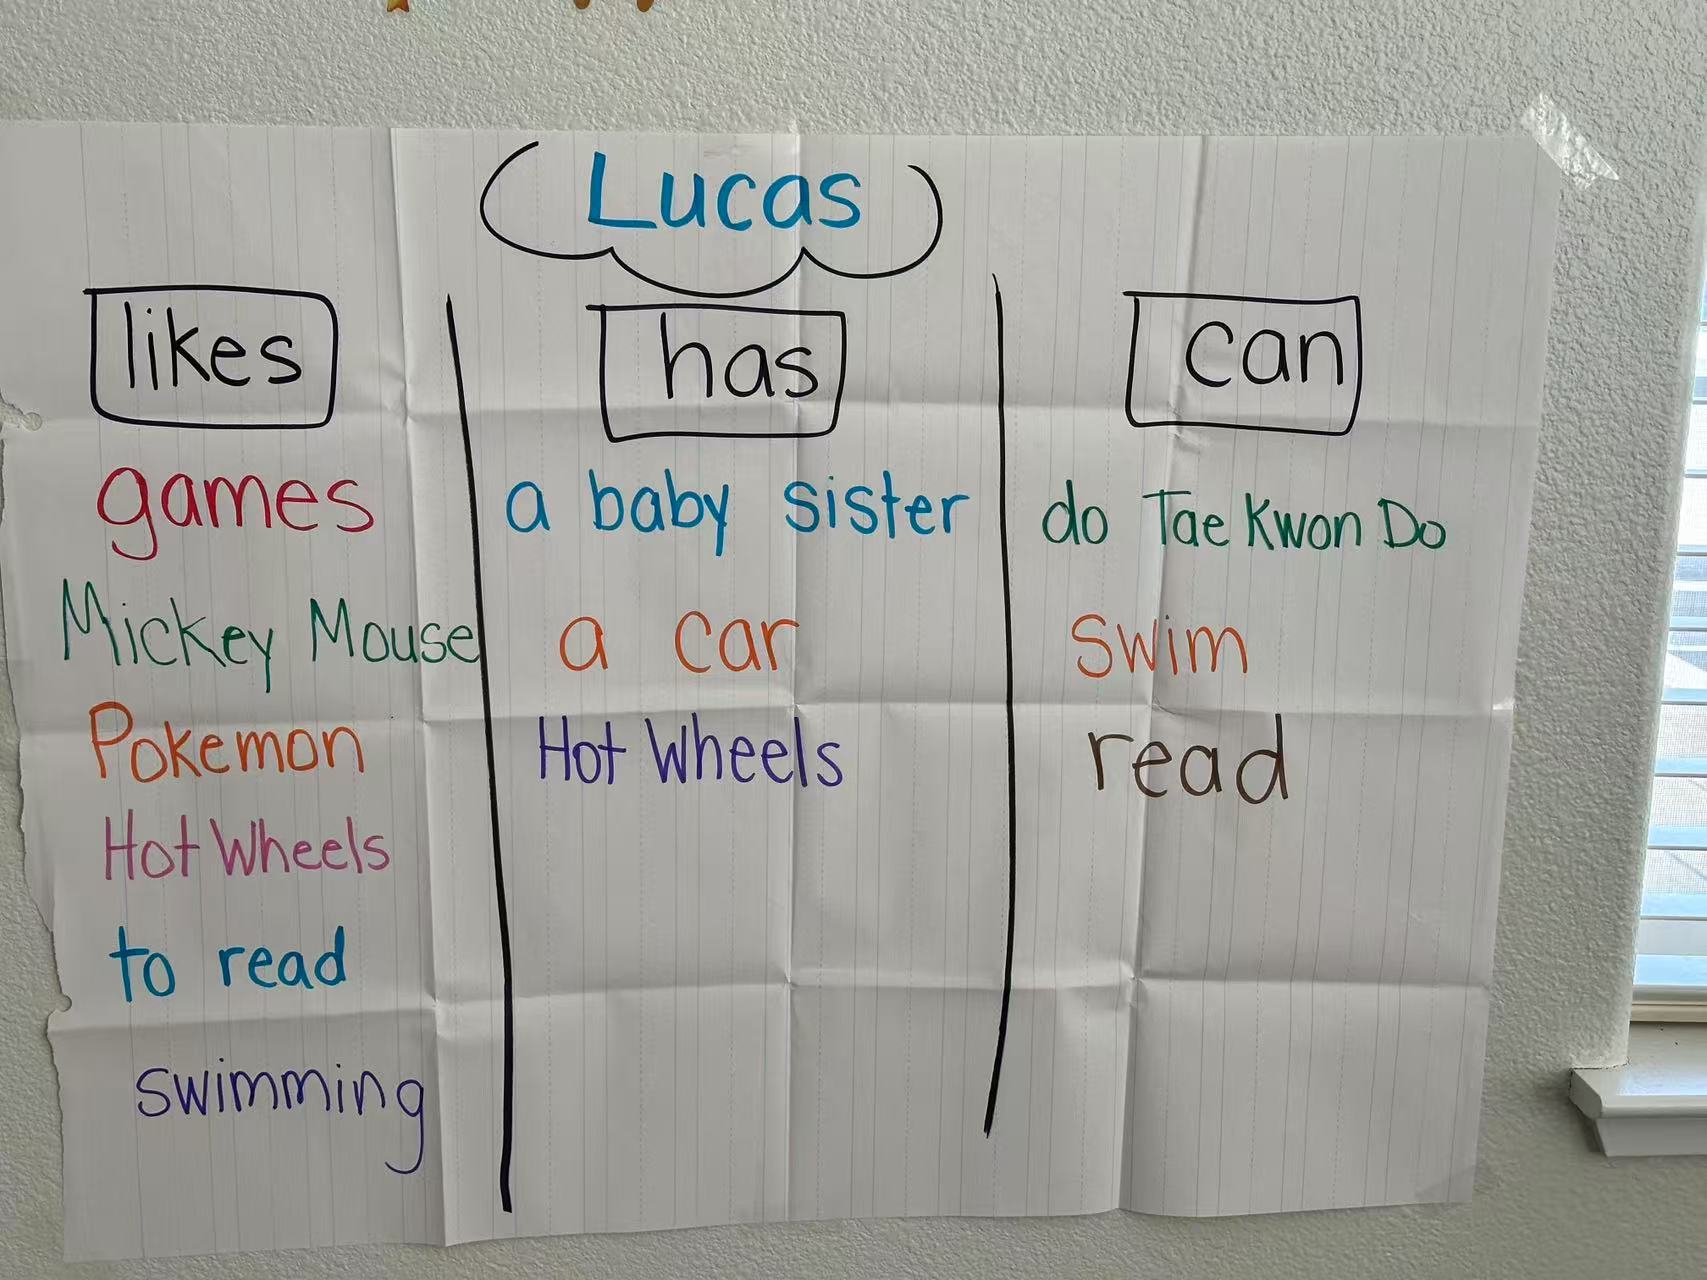 Lucas
likes
games
Mickey Mouse
Pokemon
Hot Wheels
to read
swimming
has
a baby sister
a car
Hot Wheels
can
do Tae Kwon Do
swim
read